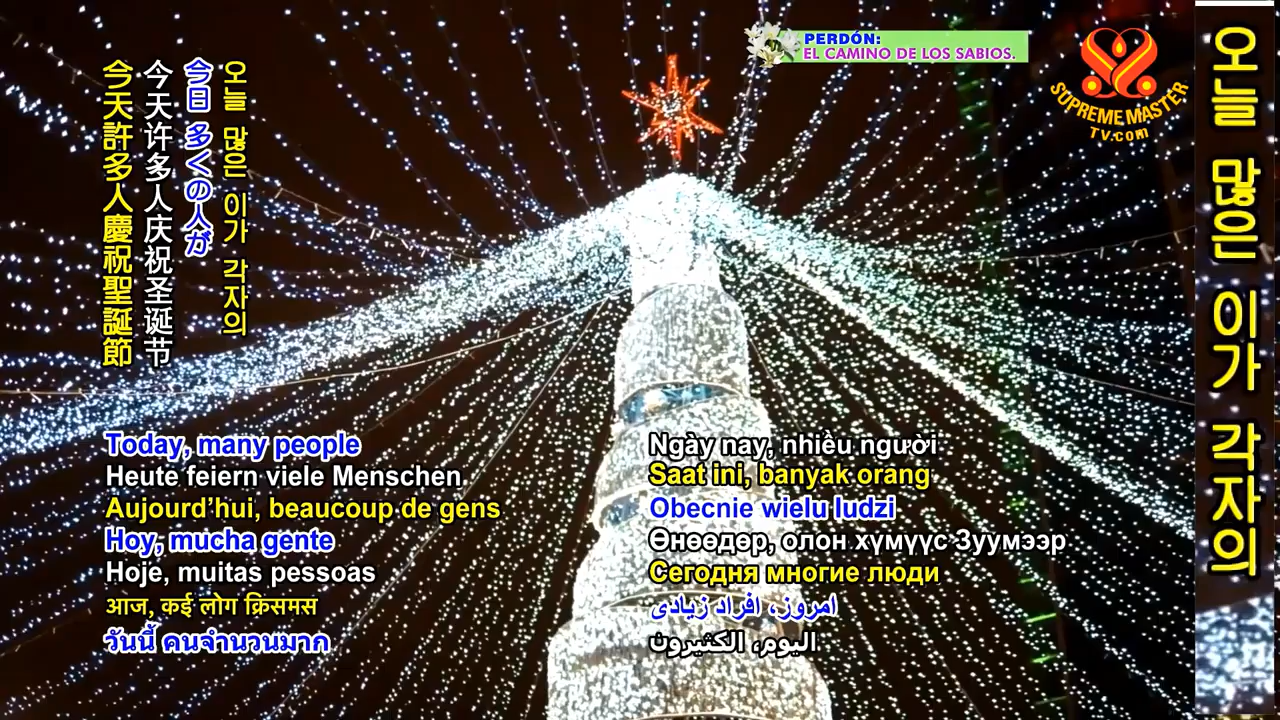 PERDÓN:
EL CAMINO DE LOS SABIOS.
SUPREME MASTER
TV.COM
오늘 많은 이가 각자의
오늘 많은 이가 각자의
今日 多くの人が
今天许多人庆祝圣诞节
今天許多人慶祝聖誕節
Today, many people
Heute feiern viele Menschen
Aujourd’hui, beaucoup de gens
Hoy, mucha gente
Hoje, muitas pessoas
आज, कई लोग क्रिसमस
วันนี้ คนจำนวนมาก
Ngày nay, nhiều người
Saat ini, banyak orang
Obecnie wielu ludzi
Өнөөдөр, олон хүмүүс Зуумээр
Сегодня многие люди
امروز، افراد زیادی
اليوم، الكثيرون